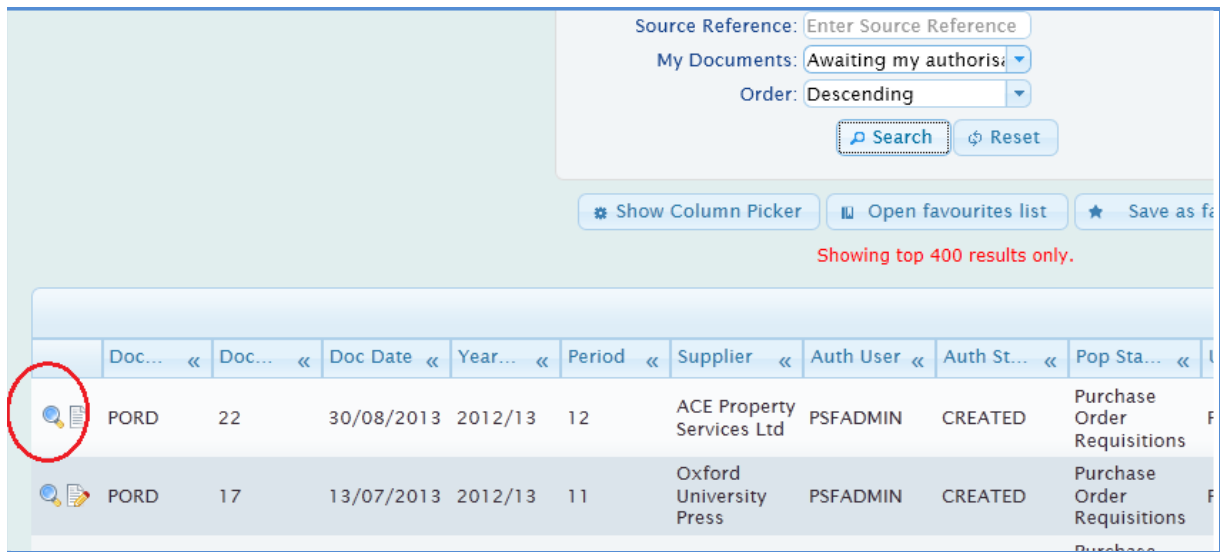 Source Reference: Enter Source Reference
My Documents: Awaiting my authorisa
Order: Descending
Search Reset
Show Column Picker Open favourites list Save as fa
Showing top 400 results only.
Doc... « Doc... « Doc Date « Year... « Period « Supplier « Auth User « Auth St... « Pop Sta... «
PORD 22 30/08/2013 2012/13 12 ACE Property Services Ltd PSFADMIN CREATED Purchase Order Requisitions
PORD 17 13/07/2013 2012/13 11 Oxford University Press PSFADMIN CREATED Purchase Order Requisitions